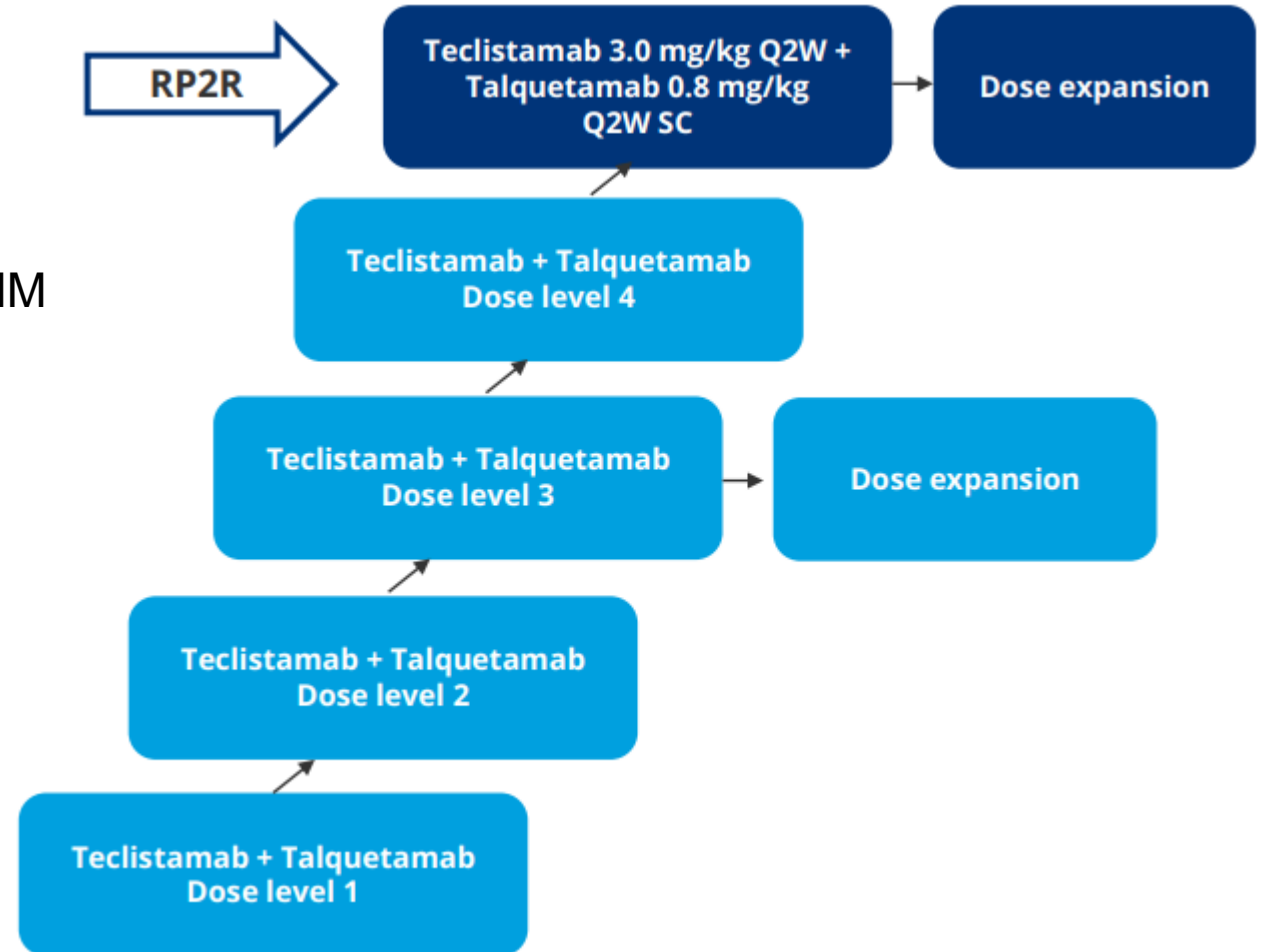 RP2R
Teclistamab 3.0 mg/kg Q2W +
Talquetamab 0.8 mg/kg
Q2W SC
Dose expansion
Teclistamab + Talquetamab
Dose level 4
Teclistamab + Talquetamab
Dose level 3
Dose expansion
Teclistamab + Talquetamab
Dose level 2
Teclistamab + Talquetamab
Dose level 1